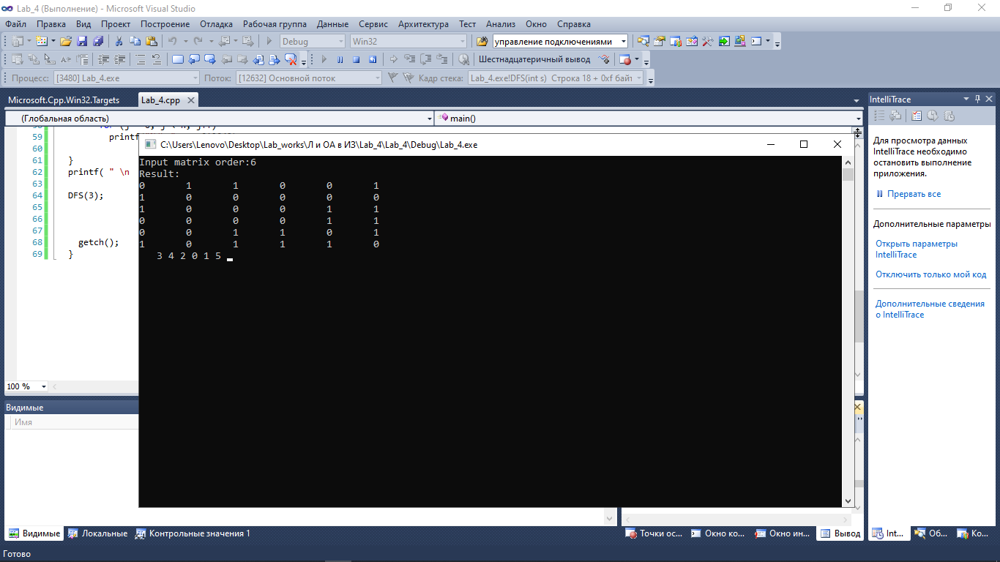 Lab_4 (Выполнение) - Microsoft Visual Studio
Файл Правка Вид Проект Построение Отладка Рабочая группа Данные Сервис Архитектура Тест Анализ Окно Справка
Debug Win32 управление подключениями
Шестнадцатеричный вывод
Процесс: [3480] Lab_4.exe Поток: [12632] Основной поток Кадр стека: Lab_4.exe!DFS(int s) Строка 18 + 0xf байт
Microsoft.Cpp.Win32.Targets Lab_4.cpp
(Глобальная область) main()
59 printf
60
61 }
62 printf( " \n
63
64 DFS(3);
65
66
67
68 getch();
69 }
100 %
C:\Users\Lenovo\Desktop\Lab_works\Л и ОА в ИЗ\Lab_4\Lab_4\Debug\Lab_4.exe
Input matrix order:6
Result:
0 1 1 0 0 1
1 0 0 0 0 0
1 0 0 0 1 1
0 0 0 0 1 1
0 0 1 1 0 1
1 0 1 1 1 0
3 4 2 0 1 5
IntelliTrace
Для просмотра данных
IntelliTrace необходимо
остановить выполнение
приложения.
Прервать все
Дополнительные параметры
Открыть параметры
IntelliTrace
Отключить только мой код
Дополнительные сведения
о IntelliTrace
Видимые
Имя
Видимые Локальные Контрольные значения 1
Точки ос... Окно ко... Окно ин... Вывод
Int... Об... Ко...
Готово